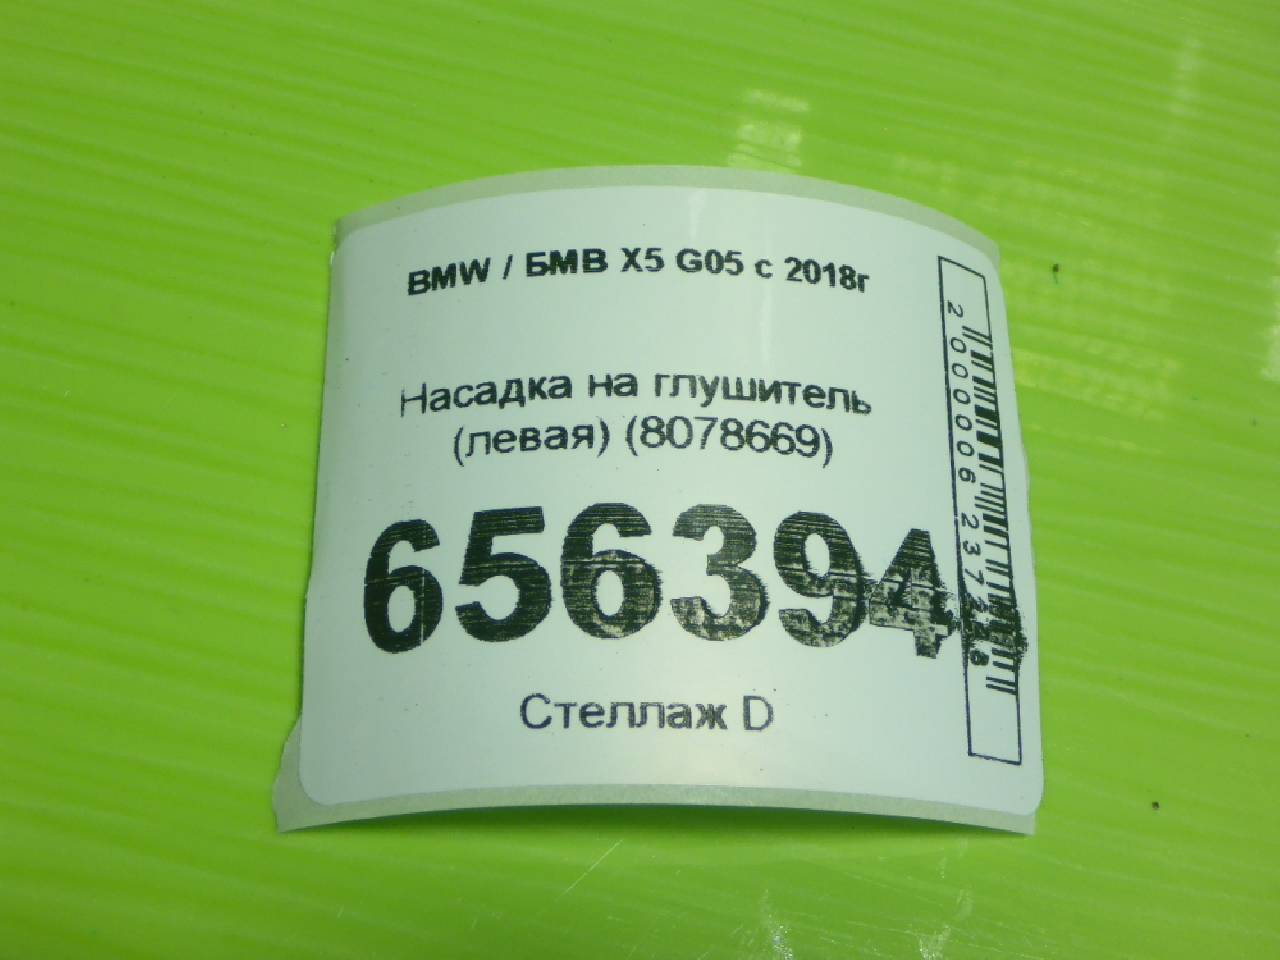 BMW / БМВ X5 G05 с 2018г
Насадка на глушитель
(левая) (8078669)
656394
Стеллаж D